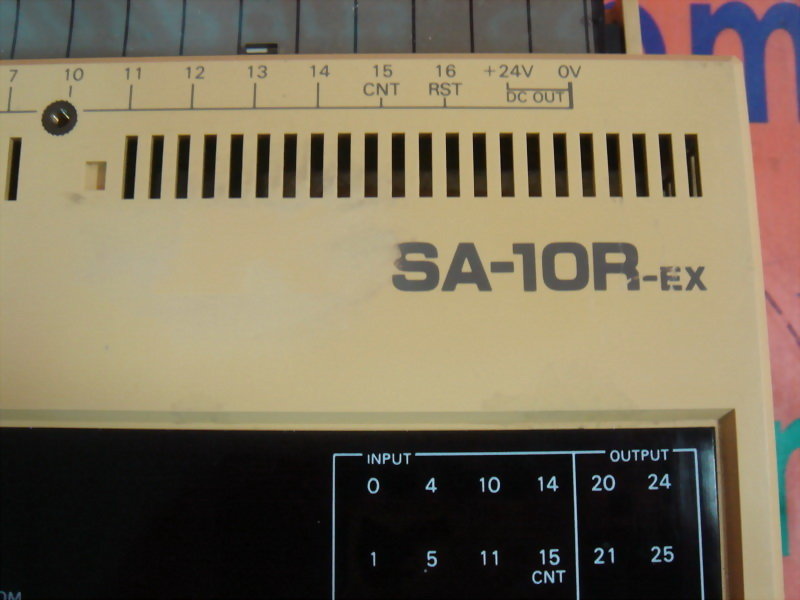 7 10 11 12 13 14 15 16 +24V 0V
CNT RST DC OUT
SA-10R-EX
INPUT OUTPUT
0 4 10 14 20 24
1 5 11 15 21 25
CNT